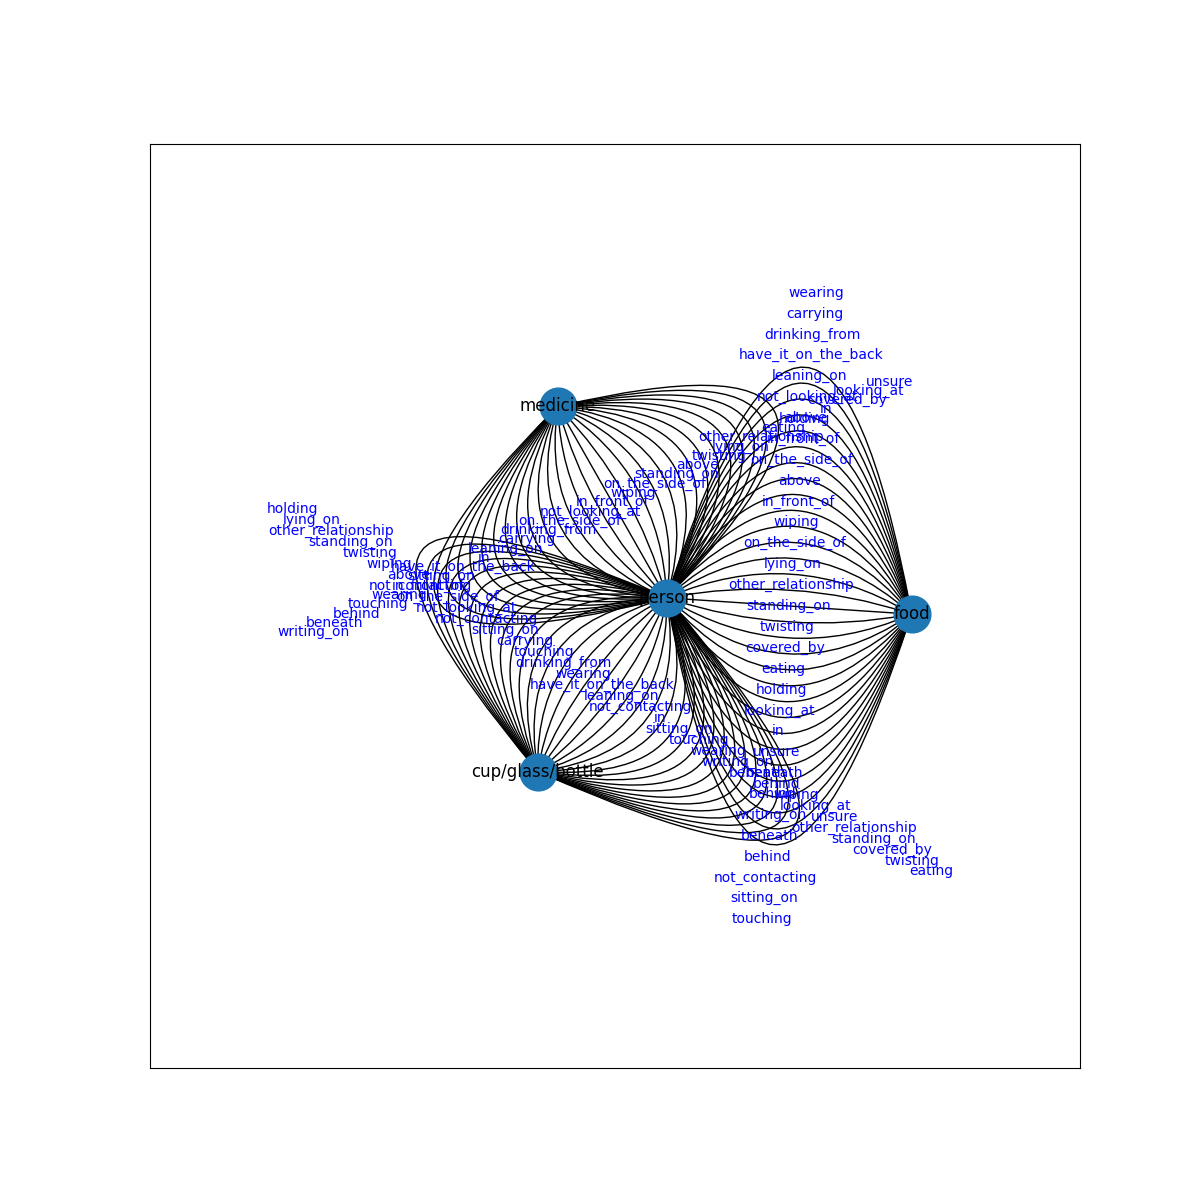 wearing
carrying
drinking_from
have_it_on_the_back
leaning_on
unsure
looking_at
not_looking_at
covered_by
in
above
holding
medicine
eating
other_relationship
in_front_of
lying_on
twisting
on_the_side_of
above
standing_on
above
on_the_side_of
wiping
in_front_of
in_front_of
holding
not_looking_at
lying_on
on_the_side_of
wiping
other_relationship
drinking_from
standing_on
carrying
on_the_side_of
twisting
leaning_on
in
wiping
lying_on
have_it_on_the_back
above
sitting_on
not_contacting
in_front_of
other_relationship
wearing
on_the_side_of
person
touching
not_looking_at
standing_on
behind
food
beneath
not_contacting
writing_on
sitting_on
twisting
carrying
covered_by
touching
drinking_from
eating
wearing
have_it_on_the_back
holding
leaning_on
not_contacting
looking_at
in
sitting_on
in
touching
wearing
unsure
writing_on
cup/glass/bottle
beneath
beneath
behind
behind
wiping
looking_at
writing_on
unsure
other_relationship
beneath
standing_on
covered_by
behind
twisting
eating
not_contacting
sitting_on
touching